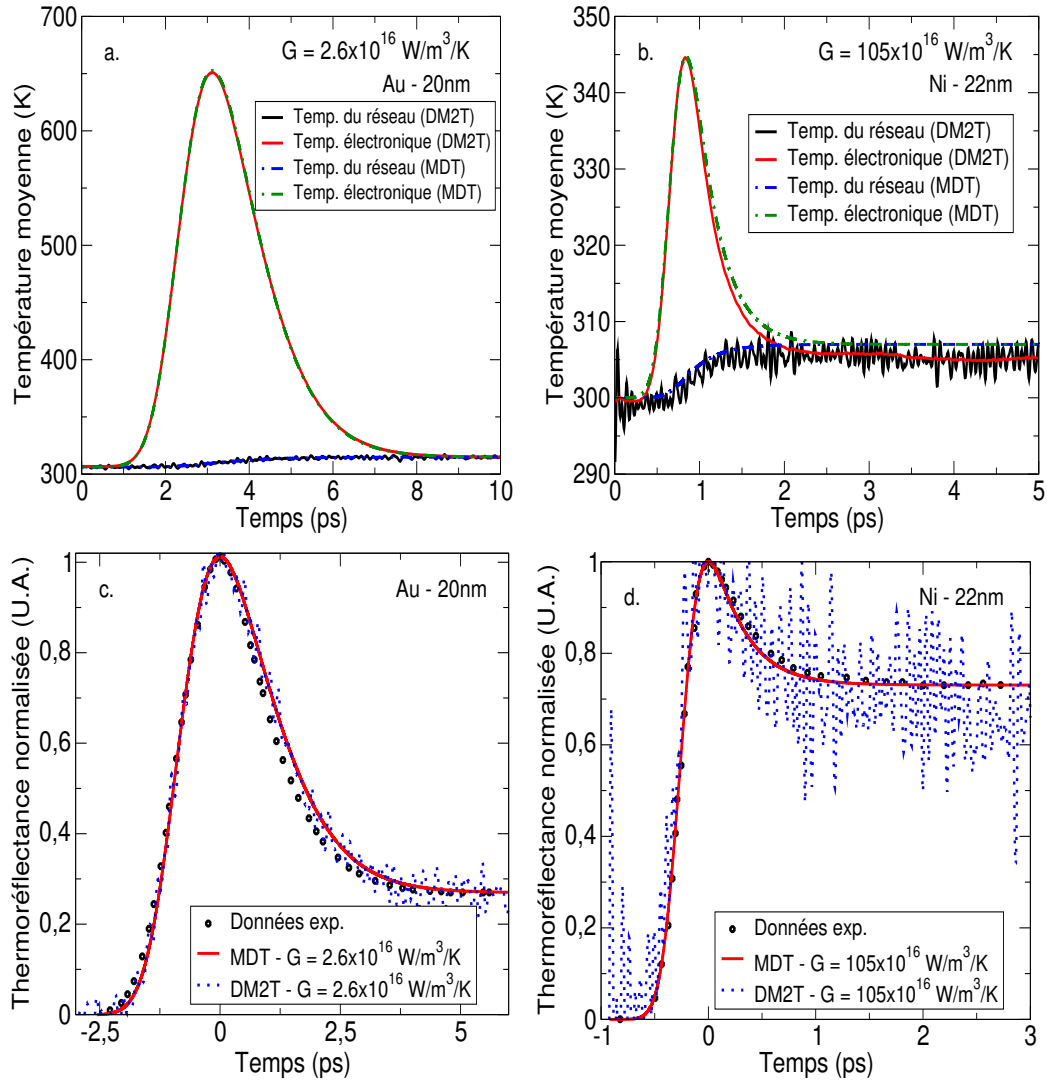 a.
G = 2.6x10^16 W/m^3/K
Au - 20nm
Temp. du réseau (DM2T)
Temp. électronique (DM2T)
Temp. du réseau (MDT)
Temp. électronique (MDT)
Température moyenne (K)
700
600
500
400
300
0 2 4 6 8 10
Temps (ps)
b.
G = 105x10^16 W/m^3/K
Ni - 22nm
Temp. du réseau (DM2T)
Temp. électronique (DM2T)
Temp. du réseau (MDT)
Temp. électronique (MDT)
Température moyenne (K)
350
340
330
320
310
300
290
0 1 2 3 4 5
Temps (ps)
c.
Au - 20nm
Données exp.
MDT - G = 2.6x10^16 W/m^3/K
DM2T - G = 2.6x10^16 W/m^3/K
Thermoréflectance normalisée (U.A.)
1
0,8
0,6
0,4
0,2
0
-2,5 0 2,5 5
Temps (ps)
d.
Ni - 22nm
Données exp.
MDT - G = 105x10^16 W/m^3/K
DM2T - G = 105x10^16 W/m^3/K
Thermoréflectance normalisée (U.A.)
1
0,8
0,6
0,4
0,2
0
-1 0 1 2 3
Temps (ps)